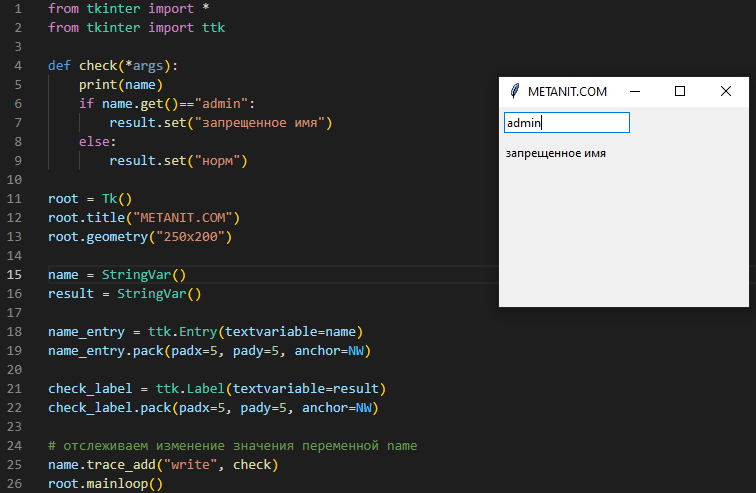 1 from tkinter import *
2 from tkinter import ttk
3
4 def check(*args):
5     print(name)
6     if name.get()=="admin":
7         result.set("запрещенное имя")
8     else:
9         result.set("норм")
10
11 root = Tk()
12 root.title("METANIT.COM")
13 root.geometry("250x200")
14
15 name = StringVar()
16 result = StringVar()
17
18 name_entry = ttk.Entry(textvariable=name)
19 name_entry.pack(padx=5, pady=5, anchor=NW)
20
21 check_label = ttk.Label(textvariable=result)
22 check_label.pack(padx=5, pady=5, anchor=NW)
23
24 # отслеживаем изменение значения переменной name
25 name.trace_add("write", check)
26 root.mainloop()
METANIT.COM
admin
запрещенное имя